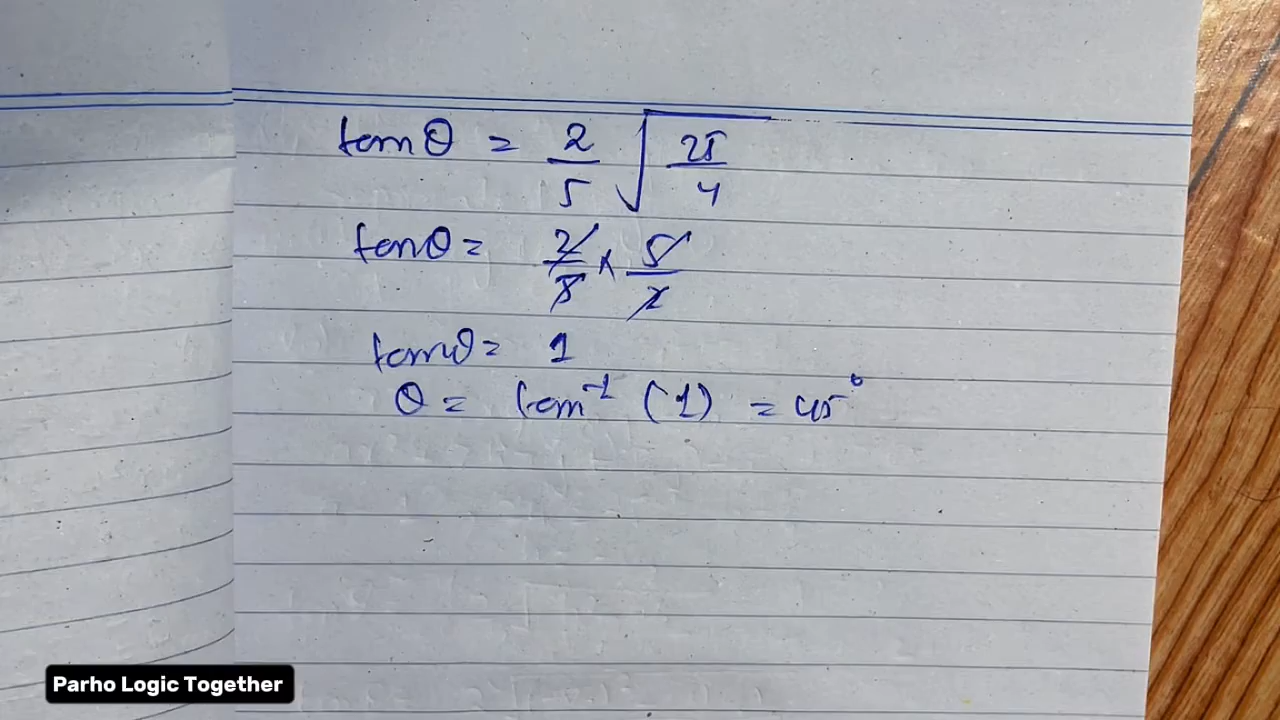 tanθ = 2/5 √(25/4)
tanθ = 2/5 × 5/2
tanθ = 1
θ = tan⁻¹ (1) = 45°
Parho Logic Together